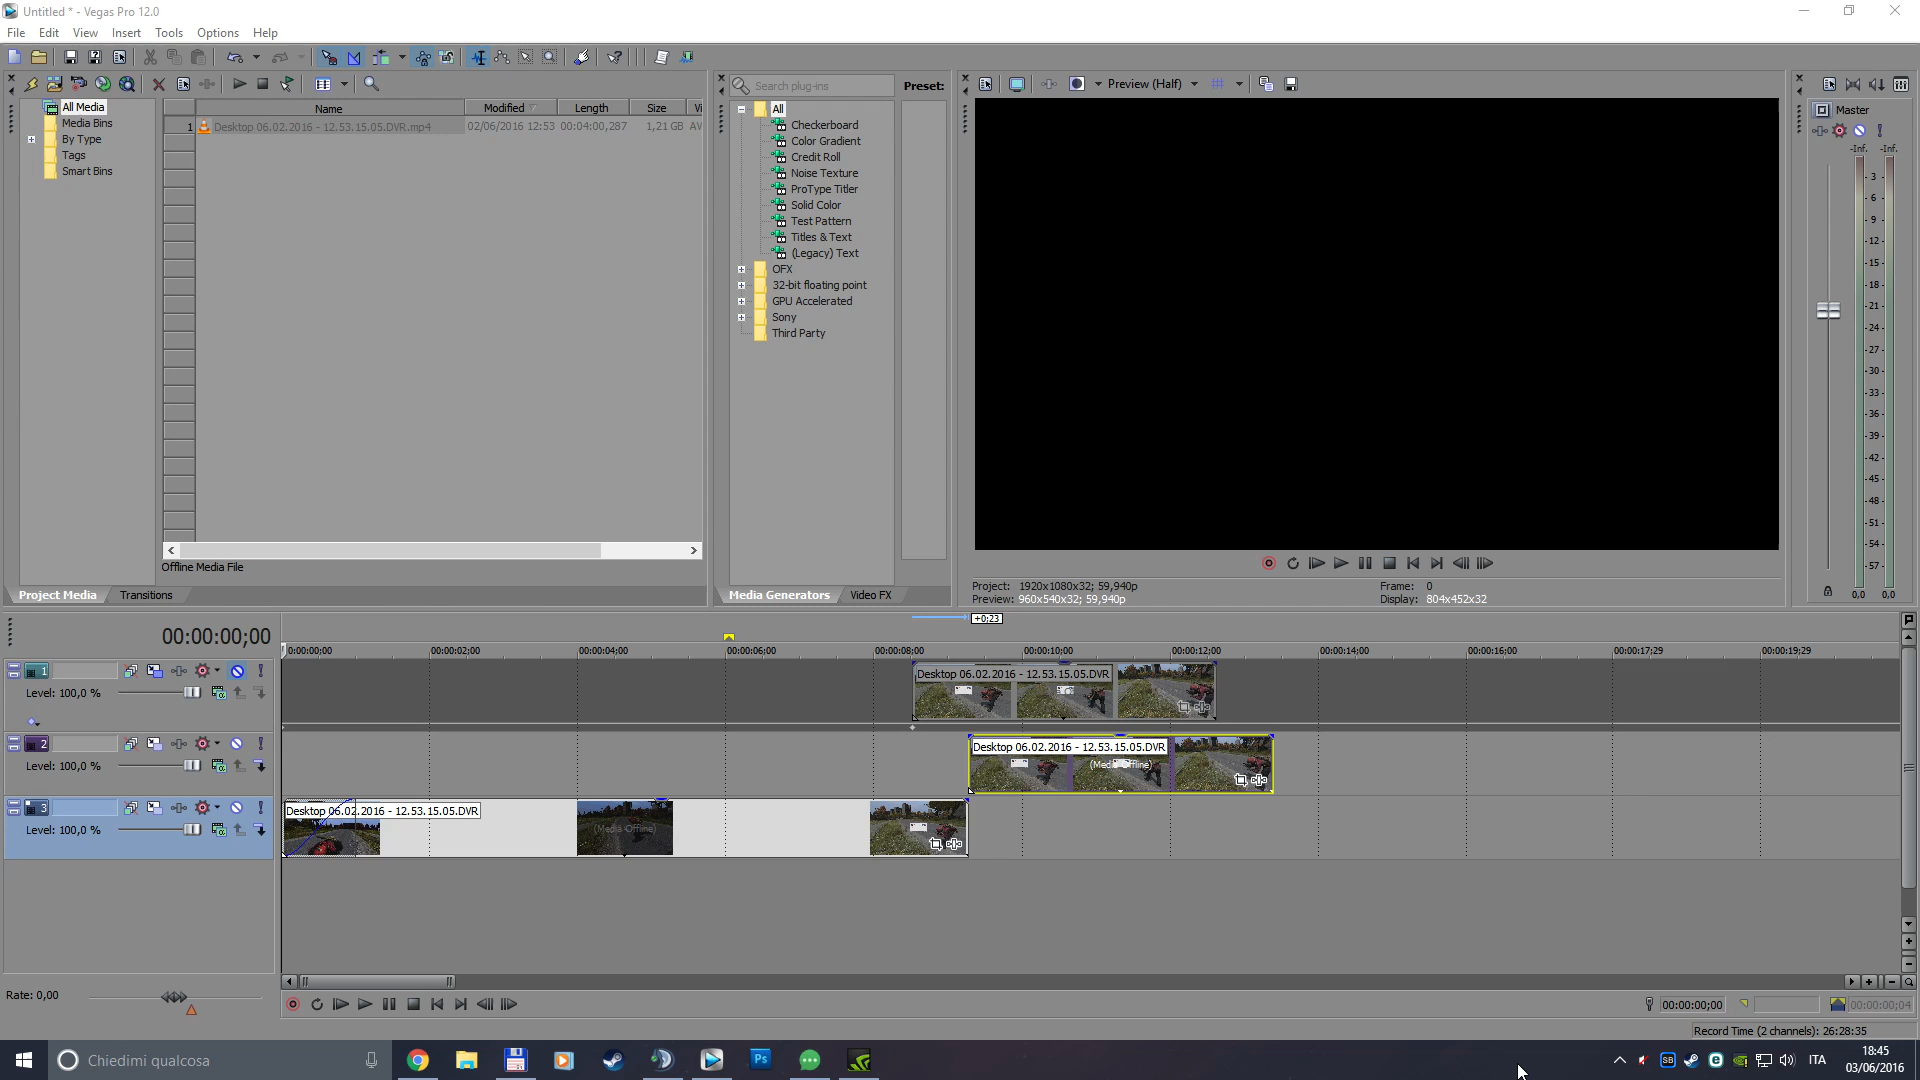 Untitled * - Vegas Pro 12.0
File Edit View Insert Tools Options Help
Search plug-ins
Preset:
Preview (Half)
All Media
Media Bins
By Type
Tags
Smart Bins
Name Modified Length Size Vi
1 Desktop 06.02.2016 - 12.53.15.05.DVR.mp4 02/06/2016 12:53 00:04:00,287 1,21 GB AV
Offline Media File
Project Media Transitions
All
Checkerboard
Color Gradient
Credit Roll
Noise Texture
ProType Titler
Solid Color
Test Pattern
Titles & Text
(Legacy) Text
OFX
32-bit floating point
GPU Accelerated
Sony
Third Party
Media Generators Video FX
Project: 1920x1080x32; 59,940p
Preview: 960x540x32; 59,940p
Frame: 0
Display: 804x452x32
Master
-Inf. -Inf.
- 3 -
- 6 -
- 9 -
-12-
-15-
-18-
-21-
-24-
-27-
-30-
-33-
-36-
-39-
-42-
-45-
-48-
-51-
-54-
-57-
0,0 0,0
+0;23
00:00:00;00
0:00:00;00 00:00:02;00 00:00:04;00 00:00:06;00 00:00:08;00 00:00:10;00 00:00:12;00 00:00:14;00 00:00:16;00 00:00:17;29 00:00:19;29
1
Level: 100,0 %
Desktop 06.02.2016 - 12.53.15.05.DVR
2
Level: 100,0 %
Desktop 06.02.2016 - 12.53.15.05.DVR
(Media Offline)
3
Level: 100,0 %
Desktop 06.02.2016 - 12.53.15.05.DVR
(Media Offline)
Rate: 0,00
00:00:00;00
00:00:00;04
Record Time (2 channels): 26:28:35
Chiedimi qualcosa
Ps
SB
ITA
18:45
03/06/2016